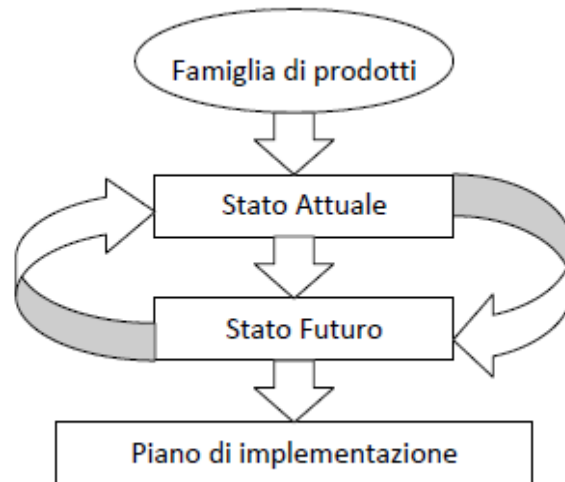 Famiglia di prodotti
Stato Attuale
Stato Futuro
Piano di implementazione